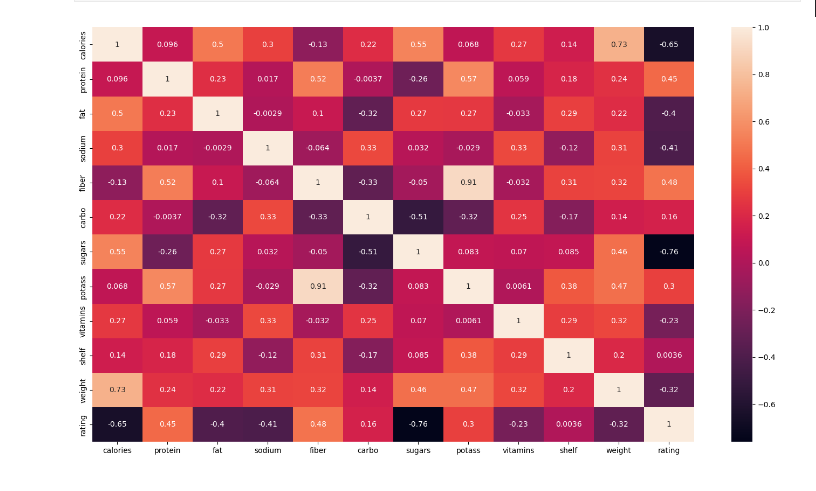 calories 1 0.096 0.5 0.3 -0.13 0.22 0.55 0.068 0.27 0.14 0.73 -0.65
protein 0.096 1 0.23 0.017 0.52 -0.0037 -0.26 0.57 0.059 0.18 0.24 0.45
fat 0.5 0.23 1 -0.0029 0.1 -0.32 0.27 0.27 -0.033 0.29 0.22 -0.4
sodium 0.3 0.017 -0.0029 1 -0.064 0.33 0.032 -0.029 0.33 -0.12 0.31 -0.41
fiber -0.13 0.52 0.1 -0.064 1 -0.33 -0.05 0.91 -0.032 0.31 0.32 0.48
carbo 0.22 -0.0037 -0.32 0.33 -0.33 1 -0.51 -0.32 0.25 -0.17 0.14 0.16
sugars 0.55 -0.26 0.27 0.032 -0.05 -0.51 1 0.083 0.07 0.085 0.46 -0.76
potass 0.068 0.57 0.27 -0.029 0.91 -0.32 0.083 1 0.0061 0.38 0.47 0.3
vitamins 0.27 0.059 -0.033 0.33 -0.032 0.25 0.07 0.0061 1 0.29 0.32 -0.23
shelf 0.14 0.18 0.29 -0.12 0.31 -0.17 0.085 0.38 0.29 1 0.2 0.0036
weight 0.73 0.24 0.22 0.31 0.32 0.14 0.46 0.47 0.32 0.2 1 -0.32
rating -0.65 0.45 -0.4 -0.41 0.48 0.16 -0.76 0.3 -0.23 0.0036 -0.32 1
calories protein fat sodium fiber carbo sugars potass vitamins shelf weight rating
1.0
0.8
0.6
0.4
0.2
0.0
−0.2
−0.4
−0.6